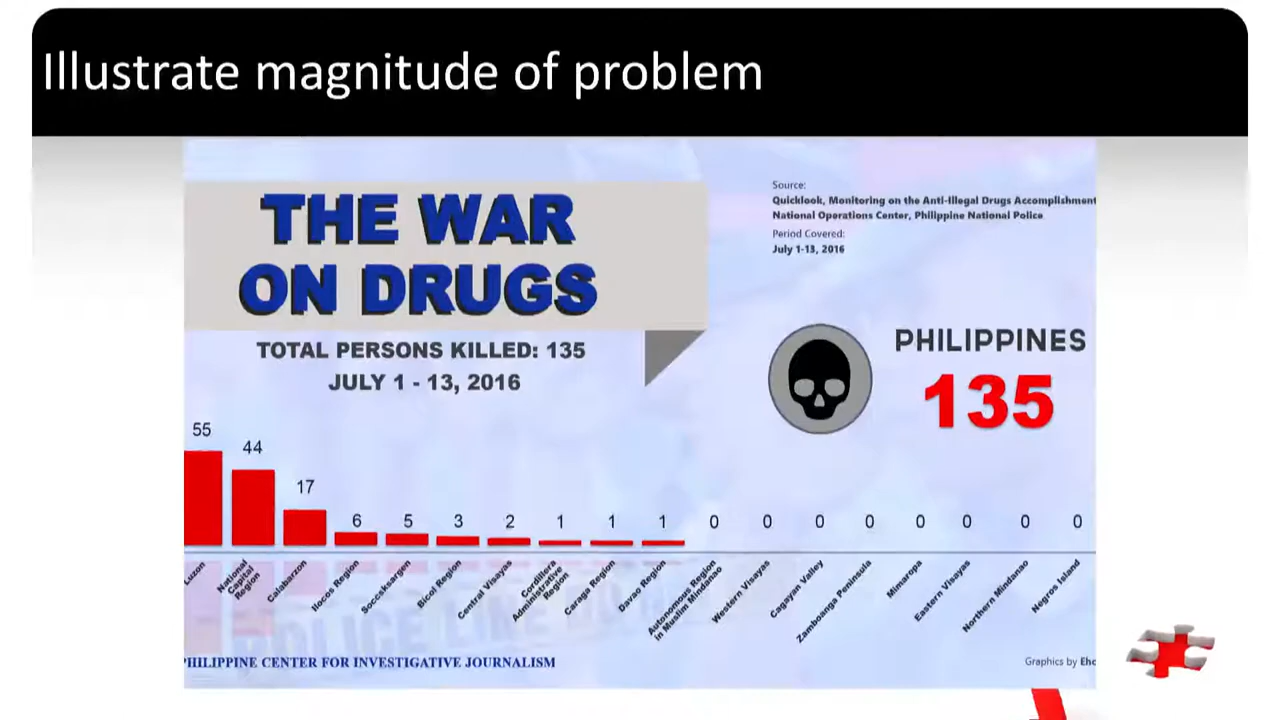 Illustrate magnitude of problem
THE WAR
ON DRUGS
TOTAL PERSONS KILLED: 135
JULY 1 - 13, 2016
Source:
Quicklook, Monitoring on the Anti-Illegal Drugs Accomplishment
National Operations Center, Philippine National Police
Period Covered:
July 1-13, 2016
PHILIPPINES
135
55
44
17
6
5
3
2
1
1
1
0
0
0
0
0
0
0
0
Luzon
National
Capital
Region
Calabarzon
Ilocos Region
Soccsksargen
Bicol Region
Central Visayas
Cordillera
Administrative
Region
Caraga Region
Davao Region
Autonomous Region
in Muslim Mindanao
Western Visayas
Cagayan Valley
Zamboanga Peninsula
Mimaropa
Eastern Visayas
Northern Mindanao
Negros Island
POLICE LINE
HILIPPINE CENTER FOR INVESTIGATIVE JOURNALISM
Graphics by